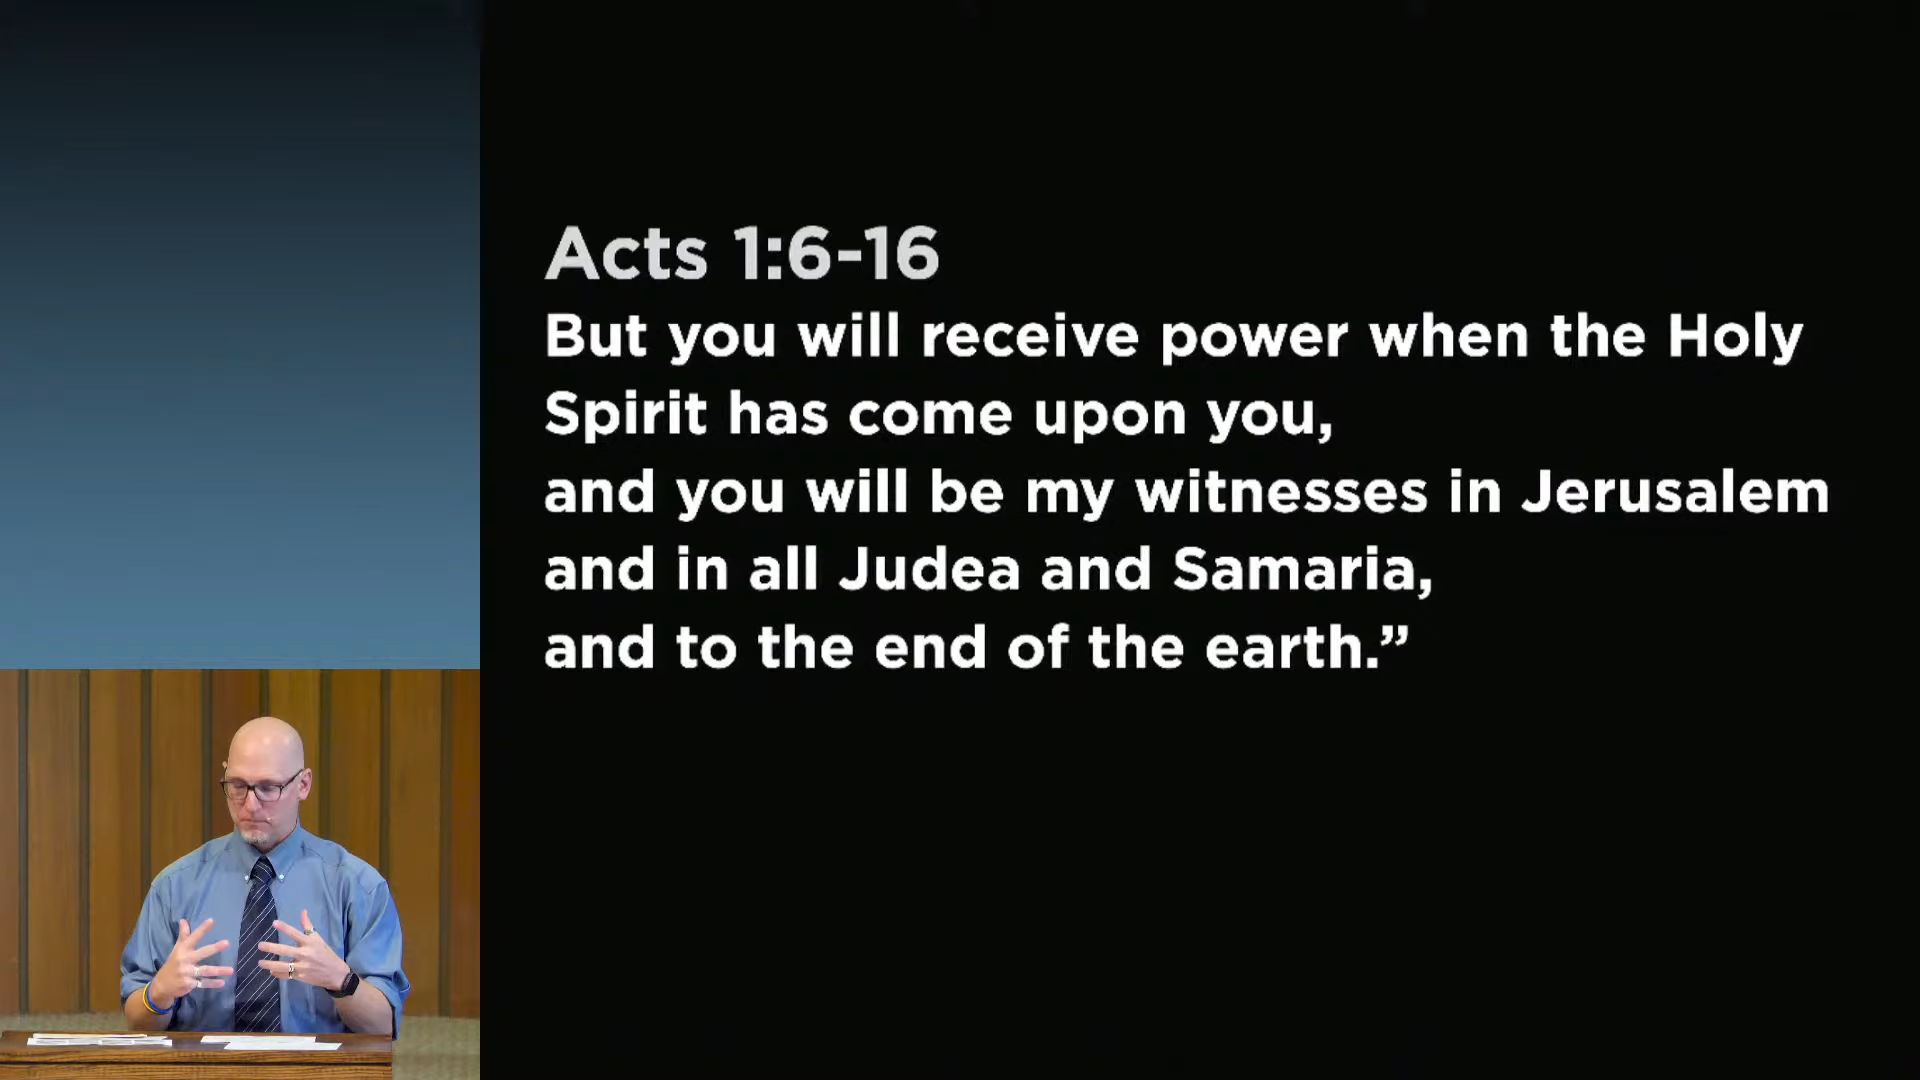 Acts 1:6-16
But you will receive power when the Holy
Spirit has come upon you,
and you will be my witnesses in Jerusalem
and in all Judea and Samaria,
and to the end of the earth.”